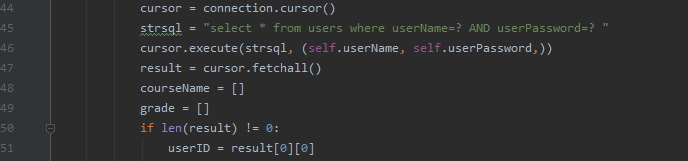 44 cursor = connection.cursor()
45 strsql = "select * from users where userName=? AND userPassword=? "
46 cursor.execute(strsql, (self.userName, self.userPassword,))
47 result = cursor.fetchall()
48 courseName = []
49 grade = []
50 if len(result) != 0:
51 userID = result[0][0]